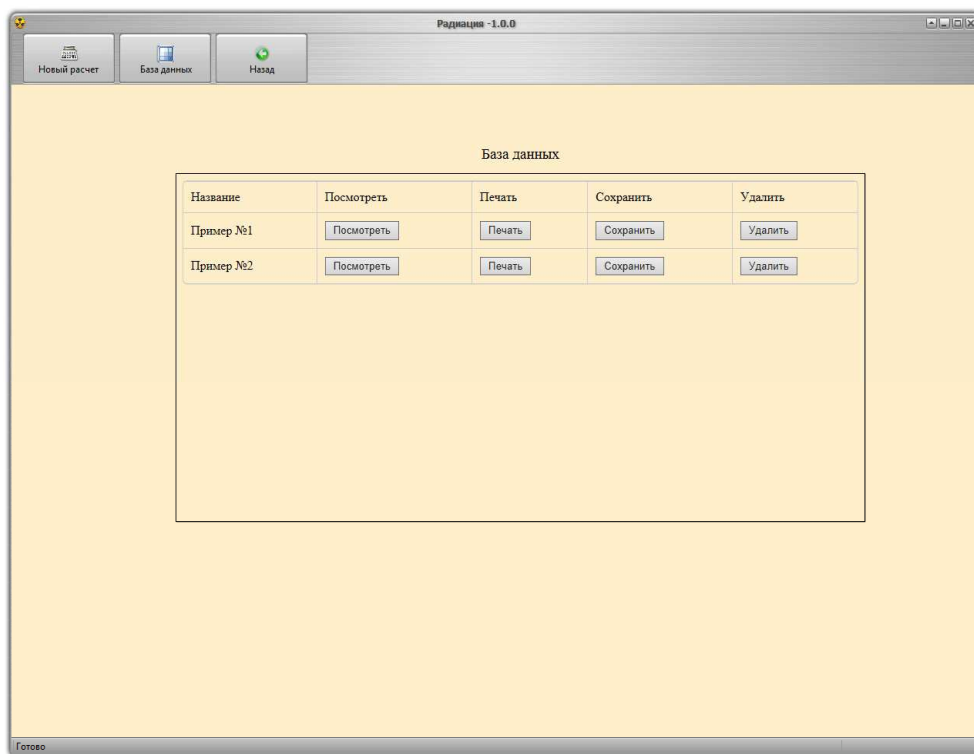 Радиация -1.0.0
Новый расчет База данных Назад
База данных
Название Посмотреть Печать Сохранить Удалить
Пример №1 Посмотреть Печать Сохранить Удалить
Пример №2 Посмотреть Печать Сохранить Удалить
Готово